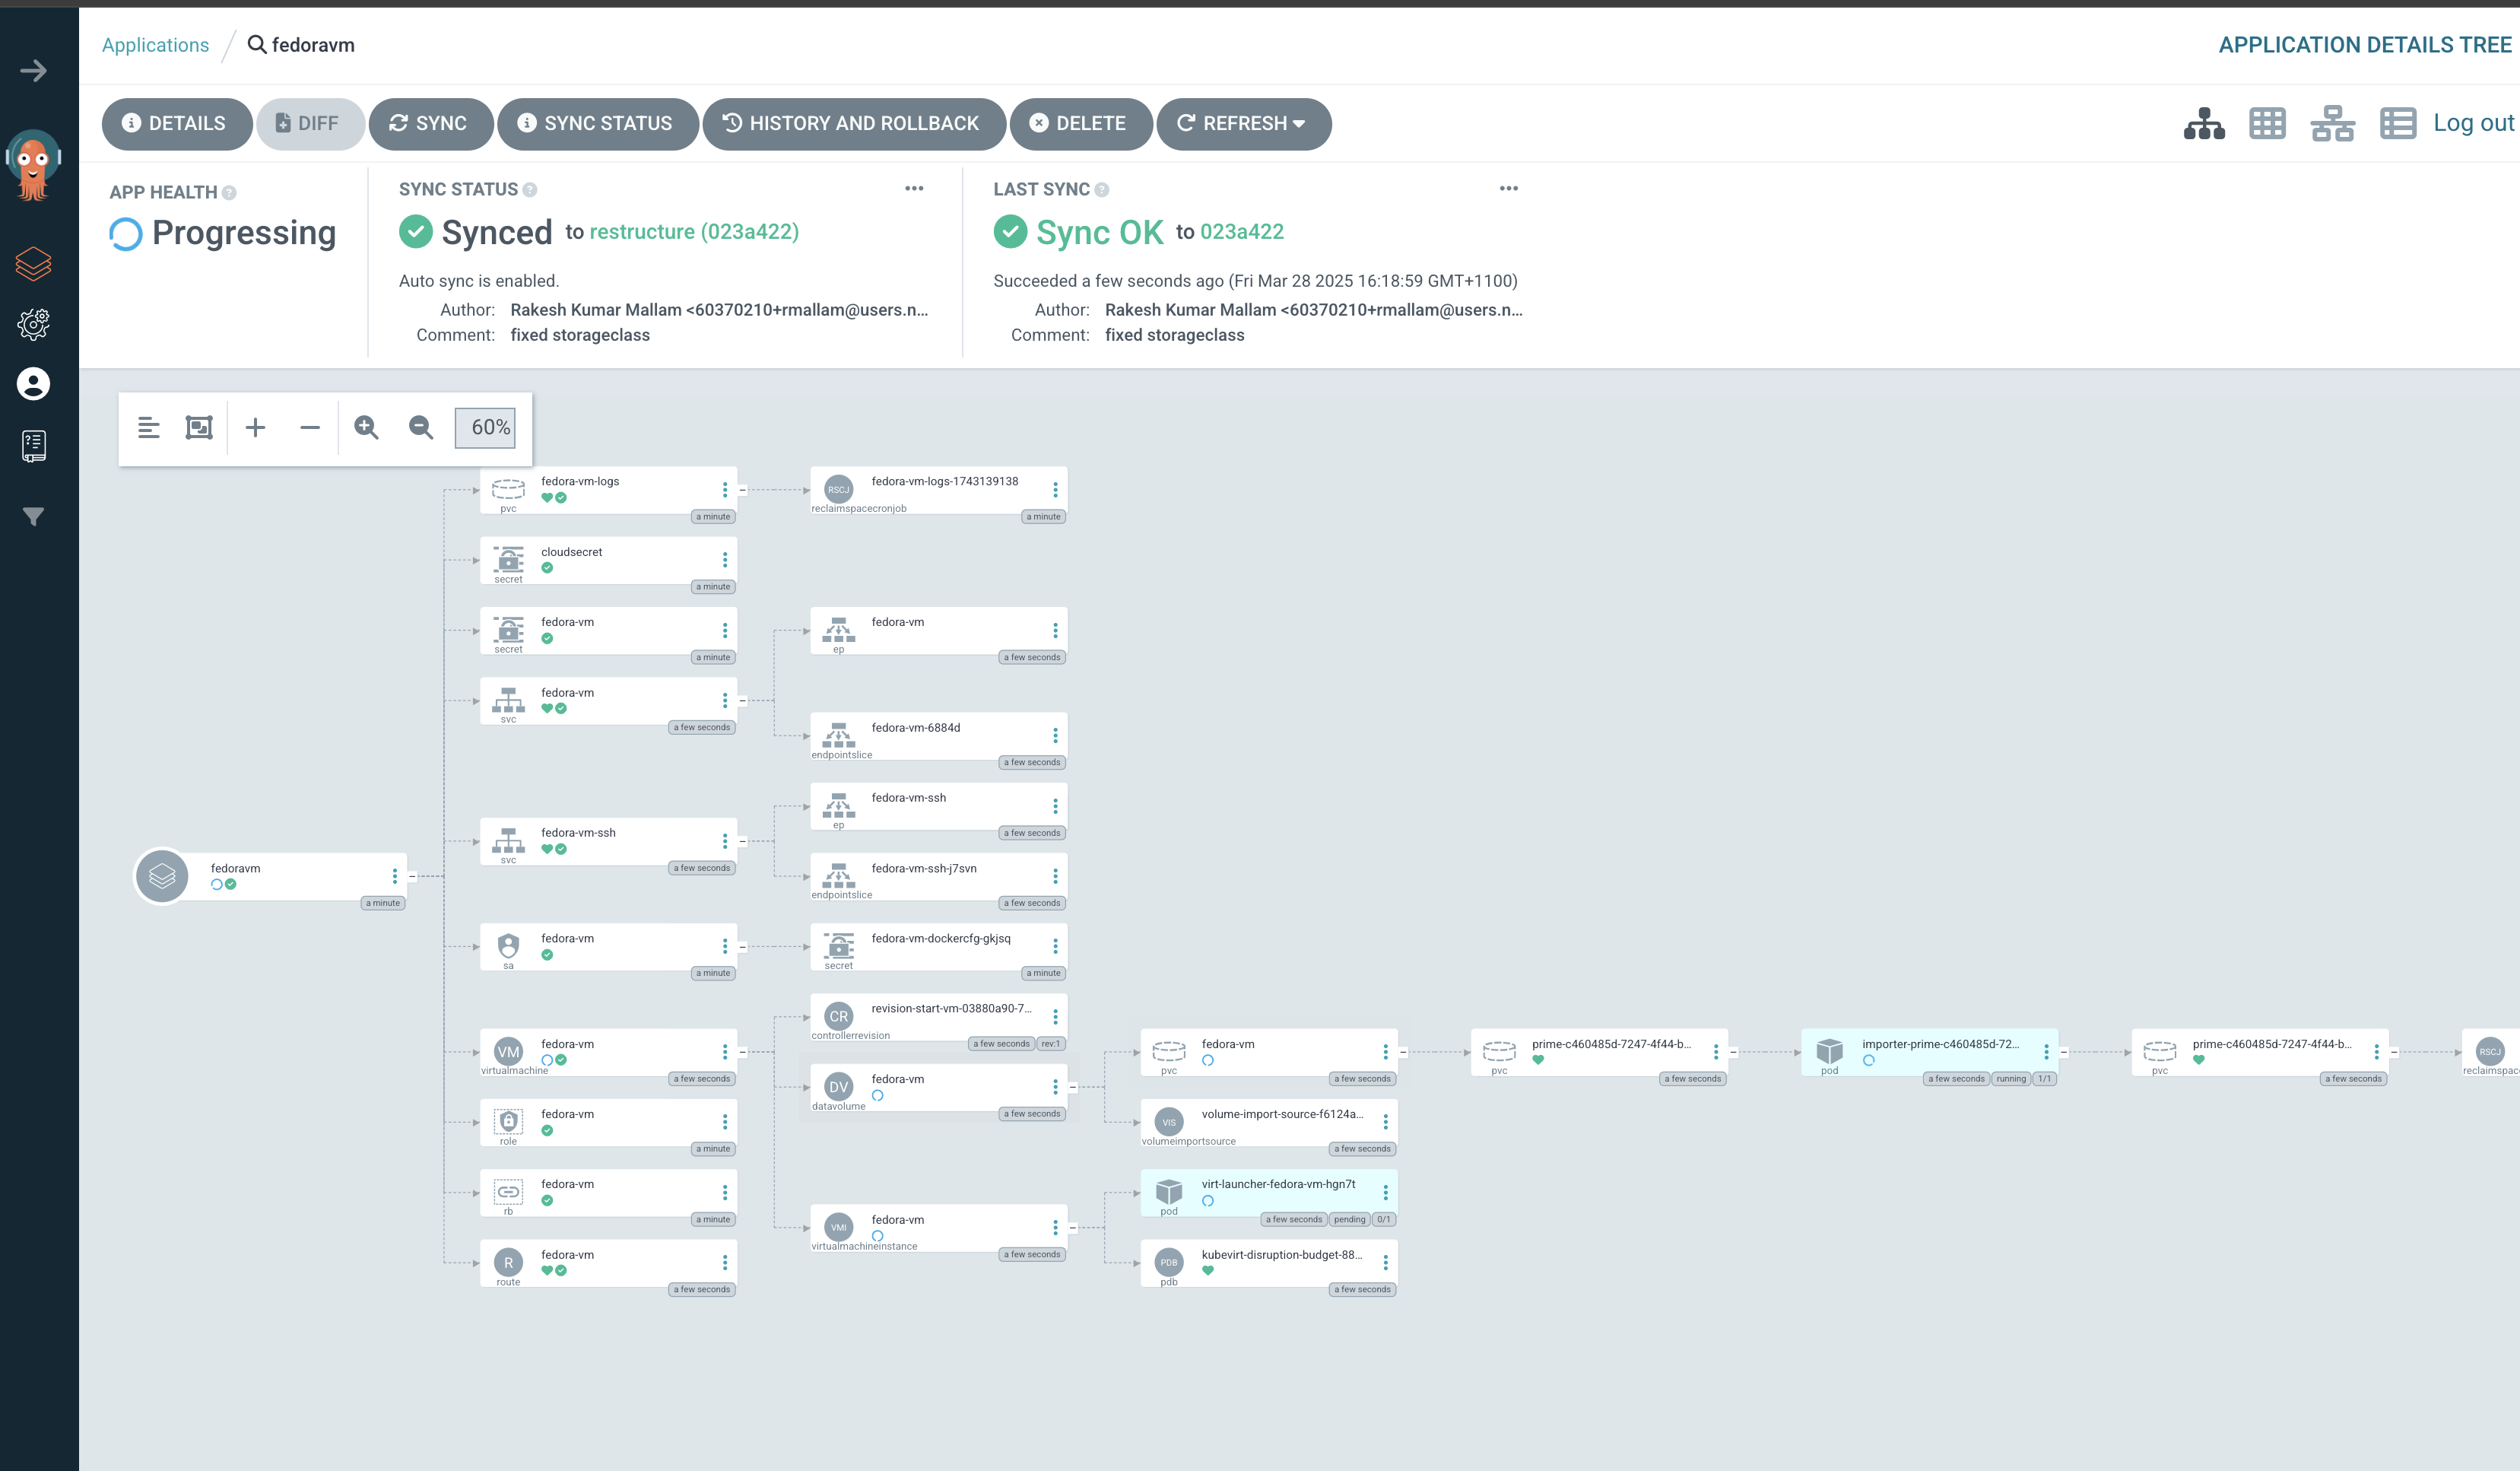 Applications / fedoravm
APPLICATION DETAILS TREE
DETAILS
DIFF
SYNC
SYNC STATUS
HISTORY AND ROLLBACK
DELETE
REFRESH
Log out
APP HEALTH
Progressing
SYNC STATUS
Synced to restructure (023a422)
Auto sync is enabled.
Author: Rakesh Kumar Mallam <60370210+rmallam@users.n...
Comment: fixed storageclass
LAST SYNC
Sync OK to 023a422
Succeeded a few seconds ago (Fri Mar 28 2025 16:18:59 GMT+1100)
Author: Rakesh Kumar Mallam <60370210+rmallam@users.n...
Comment: fixed storageclass
60%
fedoravm
a minute
fedora-vm-logs
pvc
a minute
RSCJ
fedora-vm-logs-1743139138
reclaimspacecronjob
a minute
cloudsecret
secret
a minute
fedora-vm
secret
a minute
fedora-vm
ep
a few seconds
fedora-vm
svc
a few seconds
fedora-vm-6884d
endpointslice
a few seconds
fedora-vm-ssh
ep
a few seconds
fedora-vm-ssh
svc
a few seconds
fedora-vm-ssh-j7svn
endpointslice
a few seconds
fedora-vm
sa
a minute
fedora-vm-dockercfg-gkjsq
secret
a minute
CR
revision-start-vm-03880a90-7...
controllerrevision
a few seconds
rev:1
VM
fedora-vm
virtualmachine
a few seconds
DV
fedora-vm
datavolume
a few seconds
fedora-vm
pvc
a few seconds
prime-c460485d-7247-4f44-b...
pvc
a few seconds
importer-prime-c460485d-72...
pod
a few seconds
running
1/1
prime-c460485d-7247-4f44-b...
pvc
a few seconds
RSCJ
reclaimspac
VIS
volume-import-source-f6124a...
volumeimportsource
a few seconds
fedora-vm
role
a minute
fedora-vm
rb
a minute
virt-launcher-fedora-vm-hgn7t
pod
a few seconds
pending
0/1
VMI
fedora-vm
virtualmachineinstance
a few seconds
R
fedora-vm
route
a few seconds
PDB
kubevirt-disruption-budget-88...
pdb
a few seconds